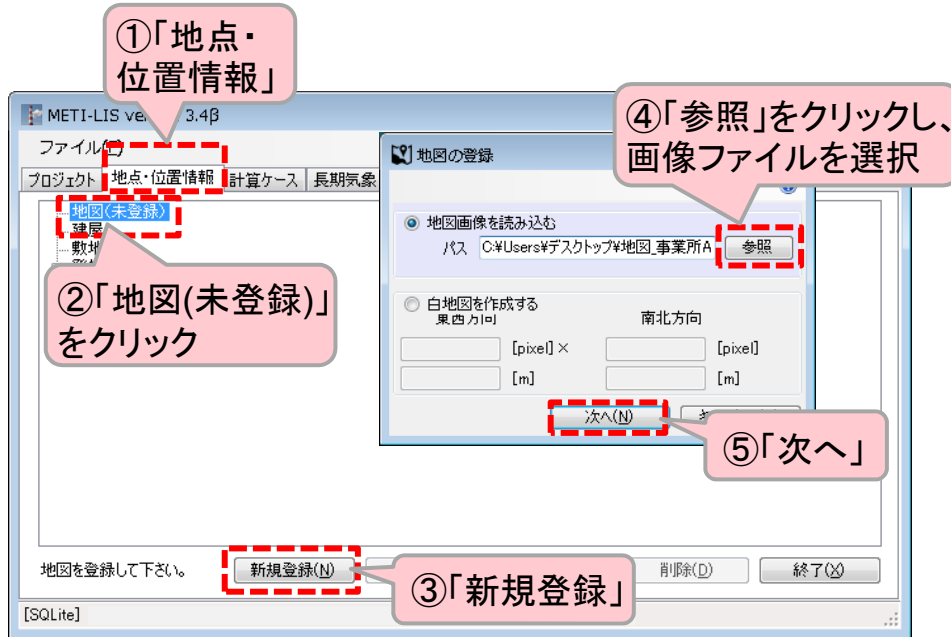 ①「地点・
位置情報」
METI-LIS ve 3.4β
④「参照」をクリックし、
画像ファイルを選択
ファイル(F)
地図の登録
プロジェクト 地点・位置情報 計算ケース 長期気象
地図(未登録)
建屋
敷地
地図画像を読み込む
パス C:¥Users¥デスクトップ¥地図_事業所A 参照
②「地図(未登録)」
をクリック
白地図を作成する
東西方向 南北方向
[pixel] × [pixel]
[m] [m]
次へ(N)
⑤「次へ」
地図を登録して下さい。 新規登録(N) 削除(D) 終了(X)
③「新規登録」
[SQLite]